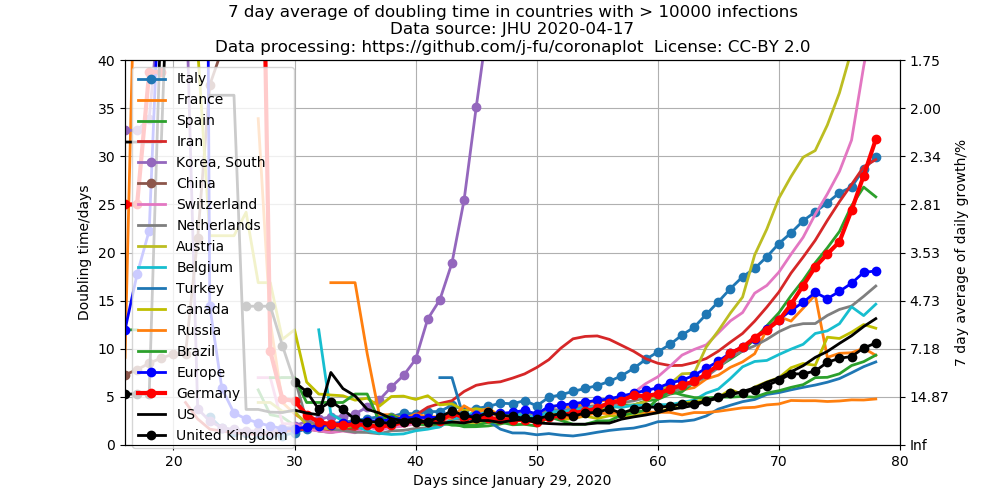 7 day average of doubling time in countries with > 10000 infections
Data source: JHU 2020-04-17
Data processing: https://github.com/j-fu/coronaplot License: CC-BY 2.0
Doubling time/days
40
35
30
25
20
15
10
5
0
Italy
France
Spain
Iran
Korea, South
China
Switzerland
Netherlands
Austria
Belgium
Turkey
Canada
Russia
Brazil
Europe
Germany
US
United Kingdom
1.75
2.00
2.34
2.81
3.53
4.73
7.18
14.87
Inf
7 day average of daily growth/%
20
30
40
50
60
70
80
Days since January 29, 2020